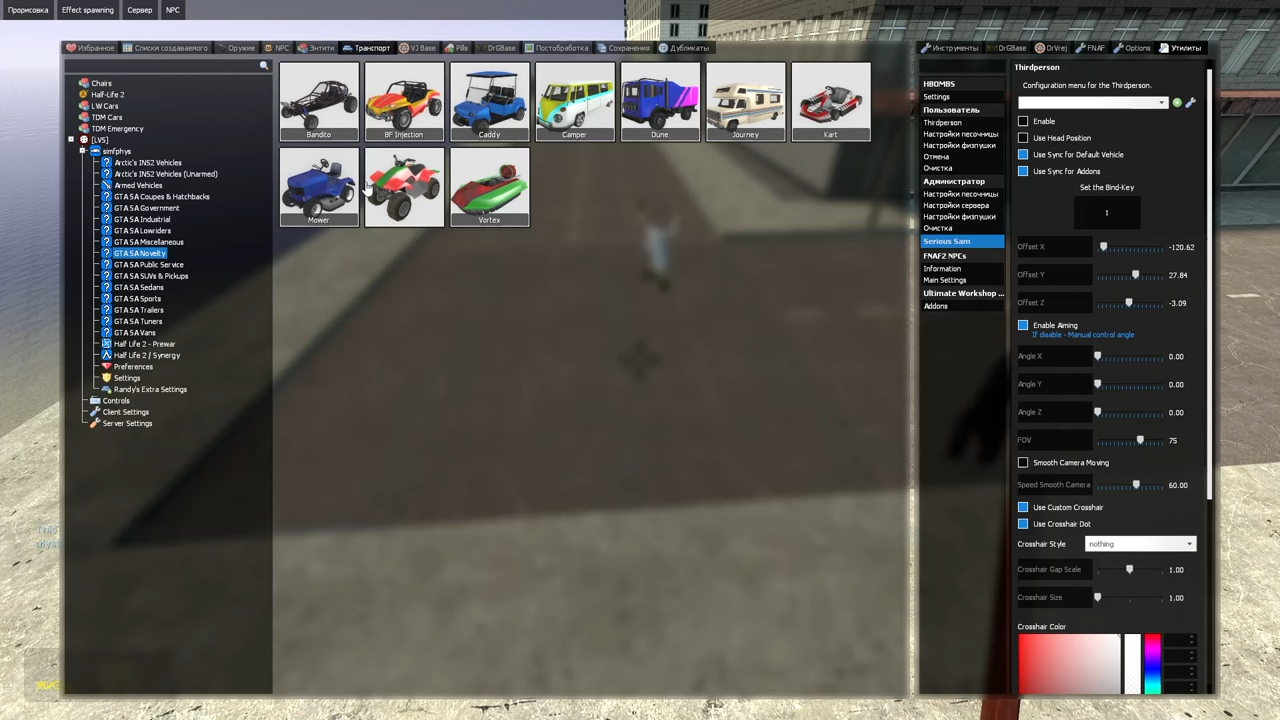 Прорисовка
Effect spawning
Сервер
NPC
Избранное
Списки создаваемого
Оружие
NPC
Энтити
Транспорт
VJ Base
Pills
DrGBase
Постобработка
Сохранения
Дубликаты
Инструменты
DrGBase
DrVrej
FNAF
Options
Утилиты
Chairs
Half-Life 2
LW Cars
TDM Cars
TDM Emergency
[LVS]
simfphys
Arctic's INS2 Vehicles
Arctic's INS2 Vehicles (Unarmed)
Armed Vehicles
GTA SA Coupes & Hatchbacks
GTA SA Government
GTA SA Industrial
GTA SA Lowriders
GTA SA Miscellaneous
GTA SA Novelty
GTA SA Public Service
GTA SA SUVs & Pickups
GTA SA Sedans
GTA SA Sports
GTA SA Trailers
GTA SA Tuners
GTA SA Vans
Half Life 2 - Prewar
Half Life 2 / Synergy
Preferences
Settings
Randy's Extra Settings
Controls
Client Settings
Server Settings
Bandito
BF Injection
Caddy
Camper
Dune
Journey
Kart
Mower
Vortex
HBOMBS
Settings
Пользователь
Thirdperson
Настройки песочницы
Настройки физпушки
Отмена
Очистка
Администратор
Настройки песочницы
Настройки сервера
Настройки физпушки
Очистка
Serious Sam
FNAF2 NPCs
Information
Main Settings
Ultimate Workshop ...
Addons
Thirdperson
Configuration menu for the Thirdperson.
Enable
Use Head Position
Use Sync for Default Vehicle
Use Sync for Addons
Set the Bind-Key
1
Offset X -120.62
Offset Y 27.84
Offset Z -3.09
Enable Aiming
If disable - Manual control angle
Angle X 0.00
Angle Y 0.00
Angle Z 0.00
FOV 75
Smooth Camera Moving
Speed Smooth Camera 60.00
Use Custom Crosshair
Use Crosshair Dot
Crosshair Style nothing
Crosshair Gap Scale 1.00
Crosshair Size 1.00
Crosshair Color